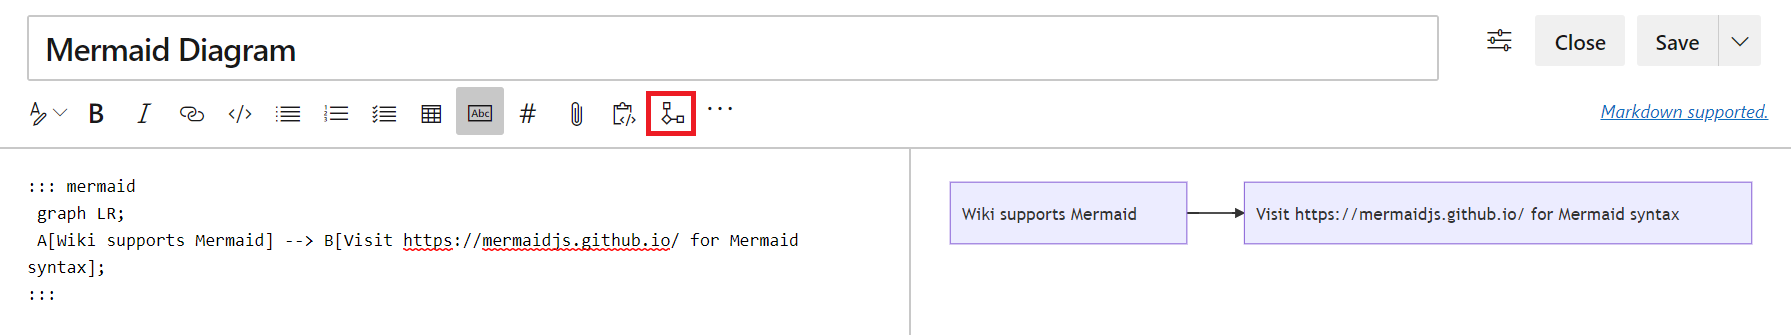 Mermaid Diagram
Close
Save
B I </> Abc # ...
Markdown supported.
::: mermaid
graph LR;
A[Wiki supports Mermaid] --> B[Visit https://mermaidjs.github.io/ for Mermaid
syntax];
:::
Wiki supports Mermaid
Visit https://mermaidjs.github.io/ for Mermaid syntax